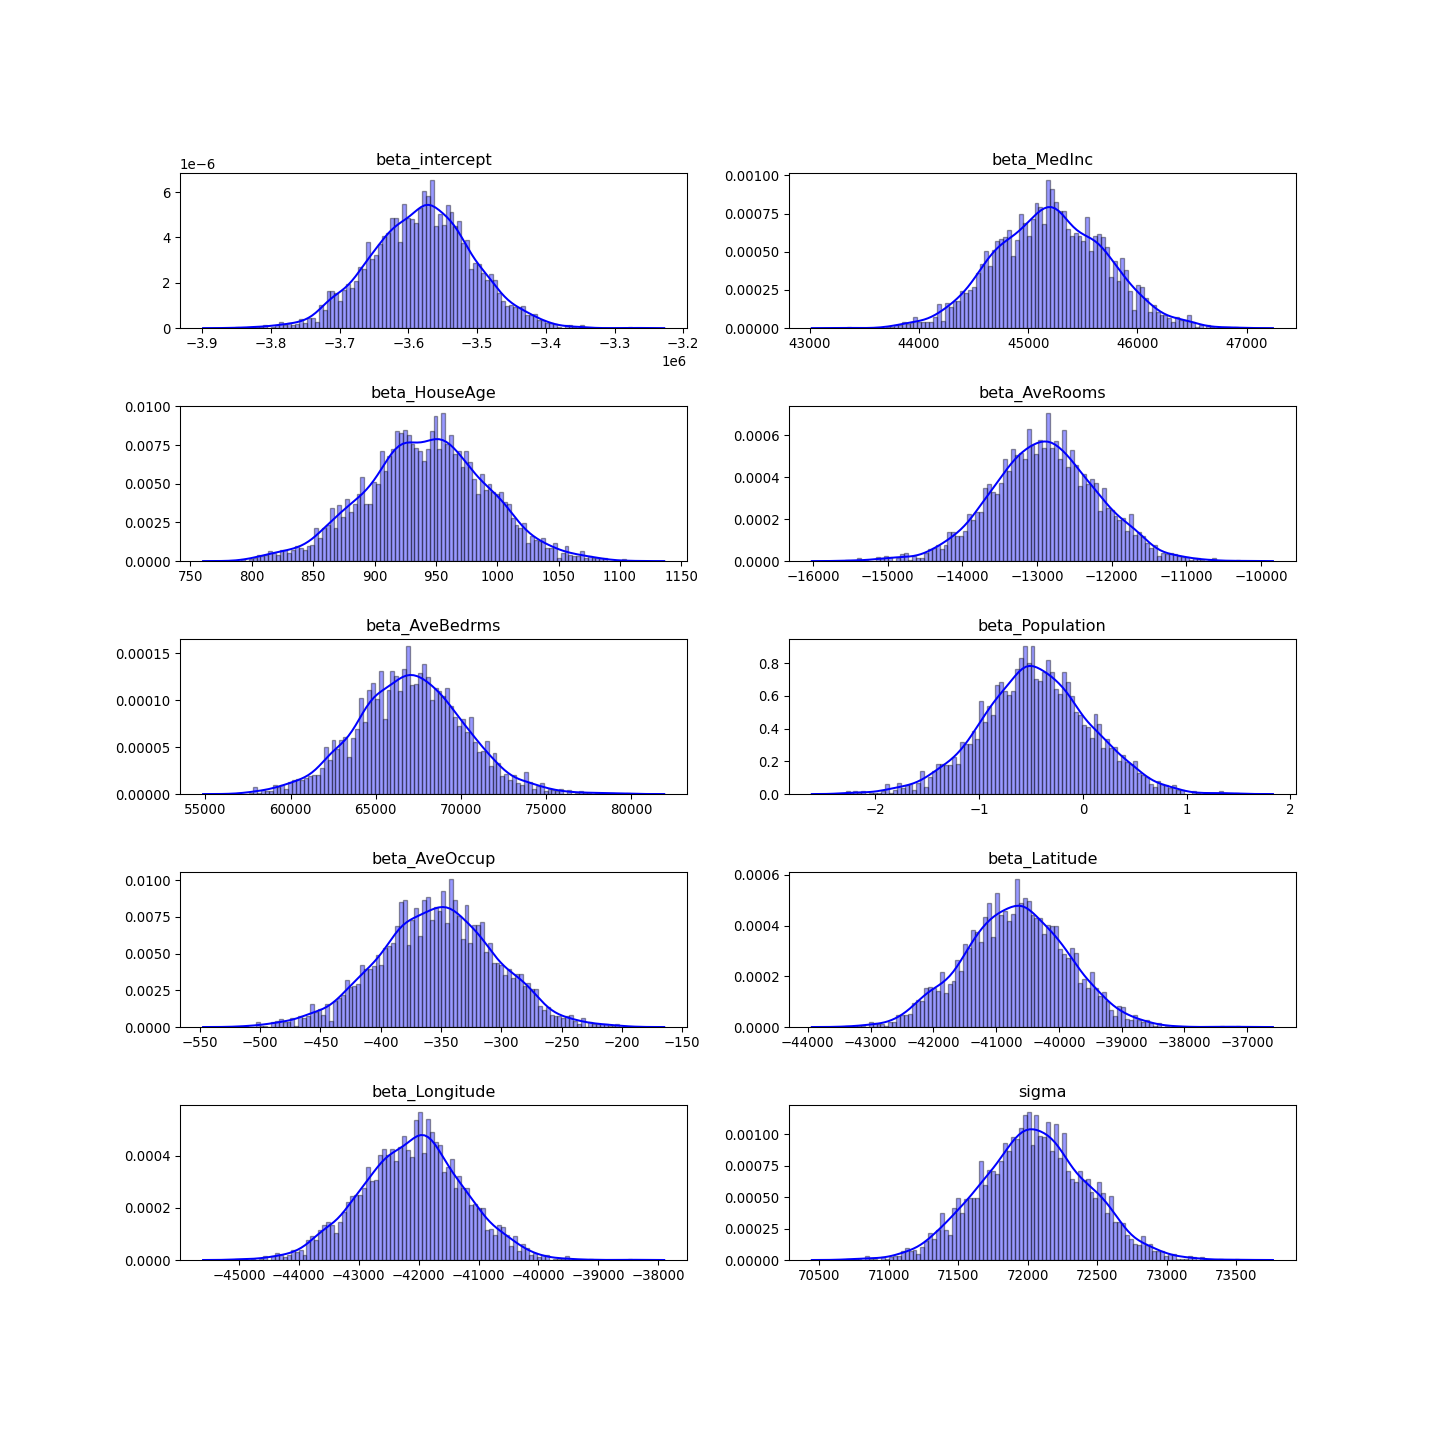 beta_intercept
1e−6
6
4
2
0
−3.9 −3.8 −3.7 −3.6 −3.5 −3.4 −3.3 −3.2
1e6
beta_MedInc
0.00100
0.00075
0.00050
0.00025
0.00000
43000 44000 45000 46000 47000
beta_HouseAge
0.0100
0.0075
0.0050
0.0025
0.0000
750 800 850 900 950 1000 1050 1100 1150
beta_AveRooms
0.0006
0.0004
0.0002
0.0000
−16000 −15000 −14000 −13000 −12000 −11000 −10000
beta_AveBedrms
0.00015
0.00010
0.00005
0.00000
55000 60000 65000 70000 75000 80000
beta_Population
0.8
0.6
0.4
0.2
0.0
−2 −1 0 1 2
beta_AveOccup
0.0100
0.0075
0.0050
0.0025
0.0000
−550 −500 −450 −400 −350 −300 −250 −200 −150
beta_Latitude
0.0006
0.0004
0.0002
0.0000
−44000 −43000 −42000 −41000 −40000 −39000 −38000 −37000
beta_Longitude
0.0004
0.0002
0.0000
−45000 −44000 −43000 −42000 −41000 −40000 −39000 −38000
sigma
0.00100
0.00075
0.00050
0.00025
0.00000
70500 71000 71500 72000 72500 73000 73500